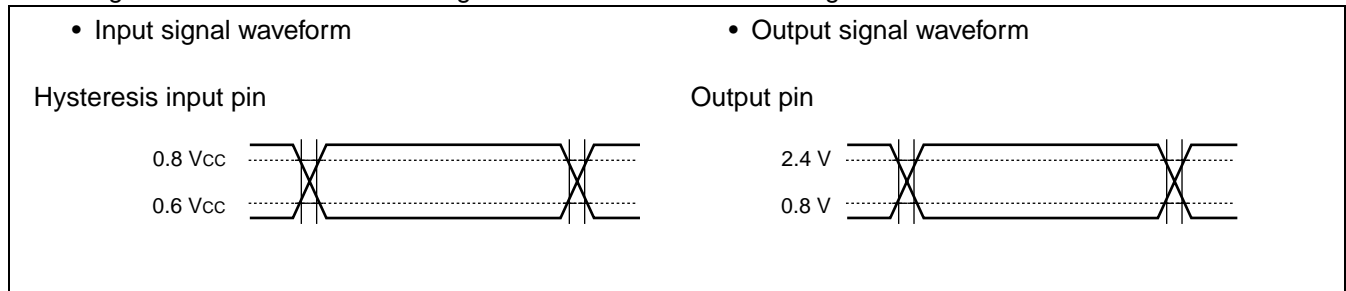 • Input signal waveform
• Output signal waveform
Hysteresis input pin
Output pin
0.8 Vcc
0.6 Vcc
2.4 V
0.8 V